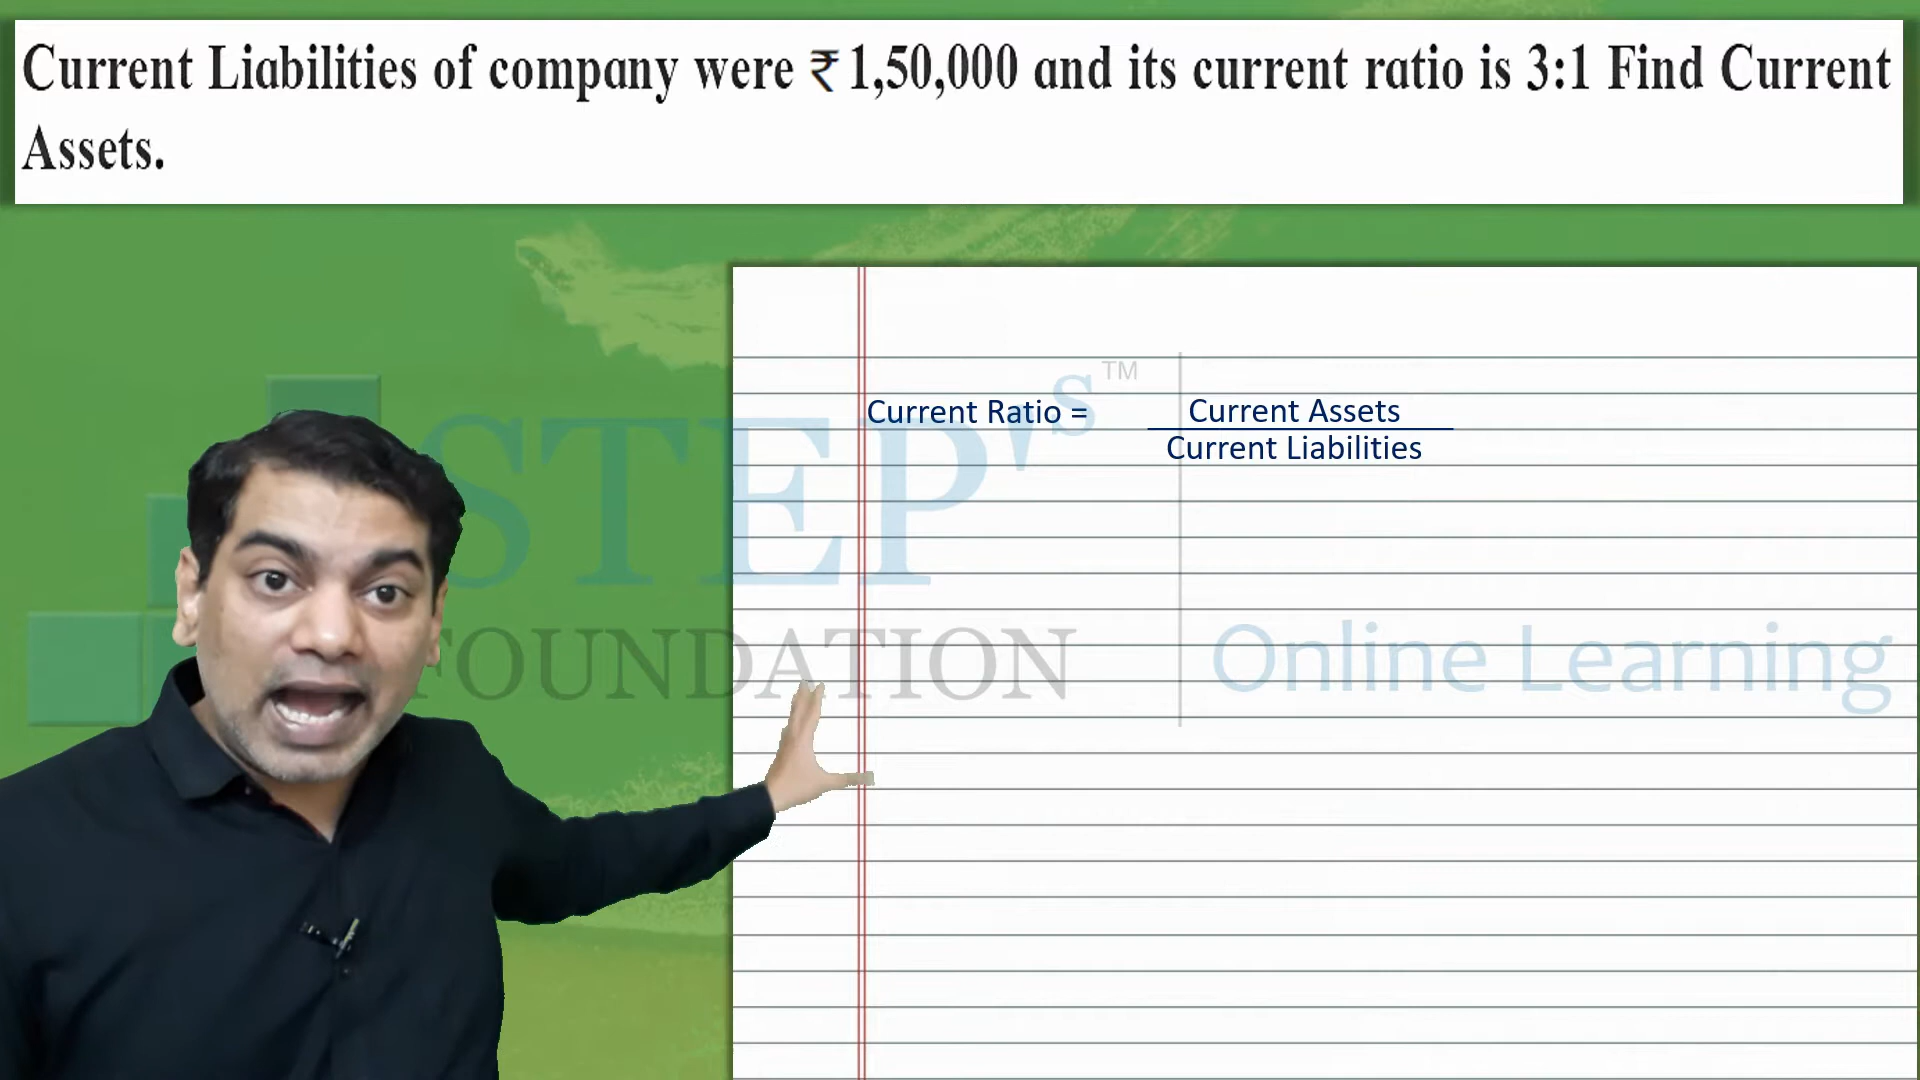 Current Liabilities of company were ₹ 1,50,000 and its current ratio is 3:1 Find Current
Assets.
Current Ratio = Current Assets
Current Liabilities
STEP's™
FOUNDATION
Online Learning